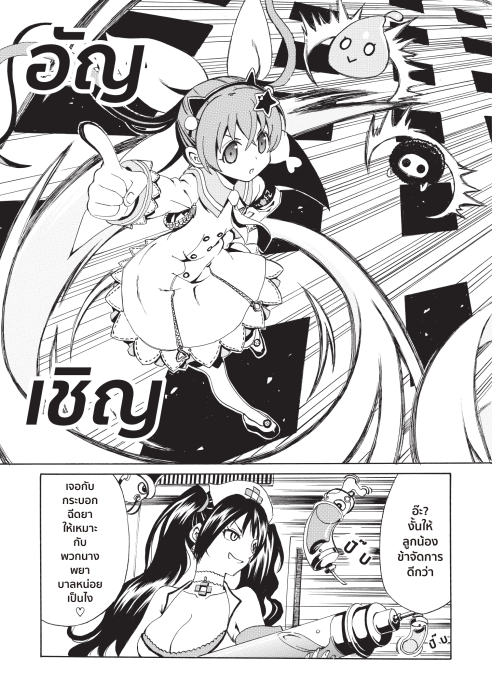 อัญ
เชิญ
อ๊ะ?
งั้นให้
ลูกน้อง
ข้าจัดการ
ดีกว่า
ปี๊บ
ปี๊บ
เจอกับ
กระบอก
ฉีดยา
ให้เหมาะ
กับ
พวกนาง
พยา
บาลหน่อย
เป็นไง
♡